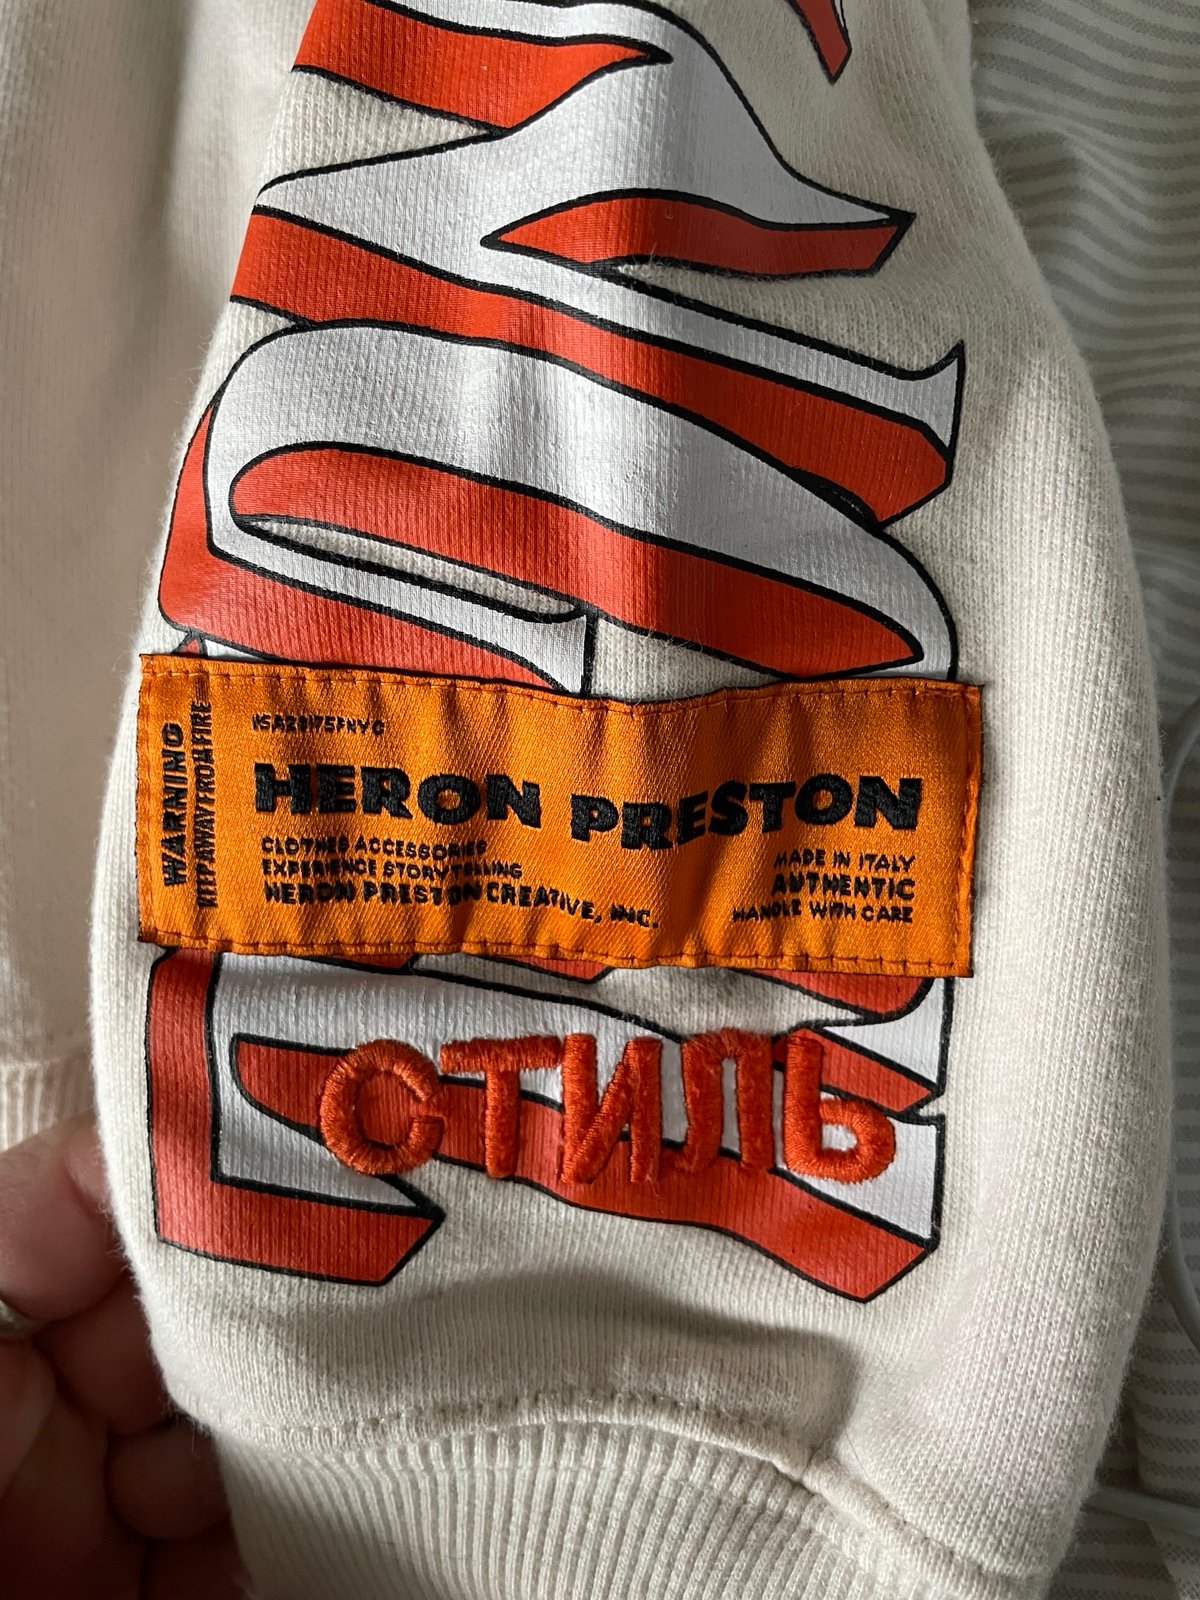 WARNING
KEEP AWAY FROM FIRE
HERON PRESTON
CLOTHES ACCESSORIES
EXPERIENCE STORYTELLING
HERON PRESTON CREATIVE, INC.
MADE IN ITALY
AUTHENTIC
HANDLE WITH CARE
СТИЛЬ